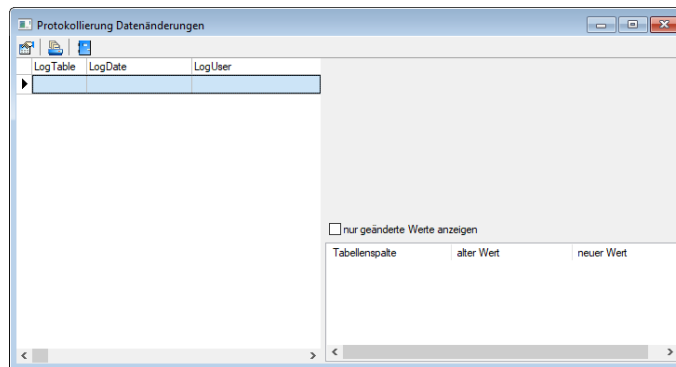 Protokollierung Datenänderungen
LogTable LogDate LogUser
nur geänderte Werte anzeigen
Tabellenspalte alter Wert neuer Wert